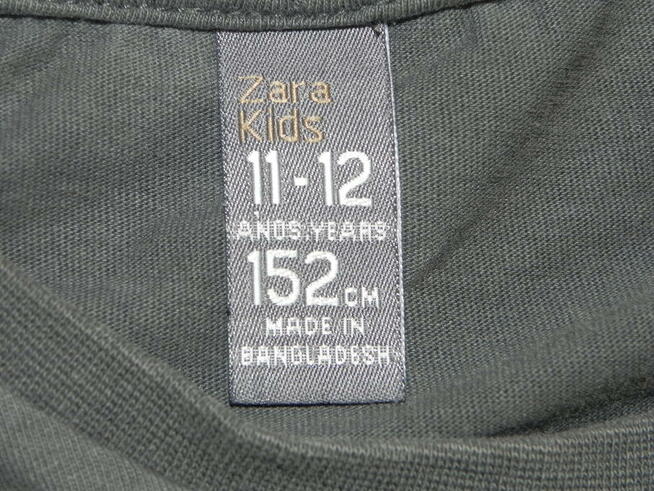 Zara
Kids
11-12
AÑOS/YEARS
152CM
MADE IN
BANGLADESH